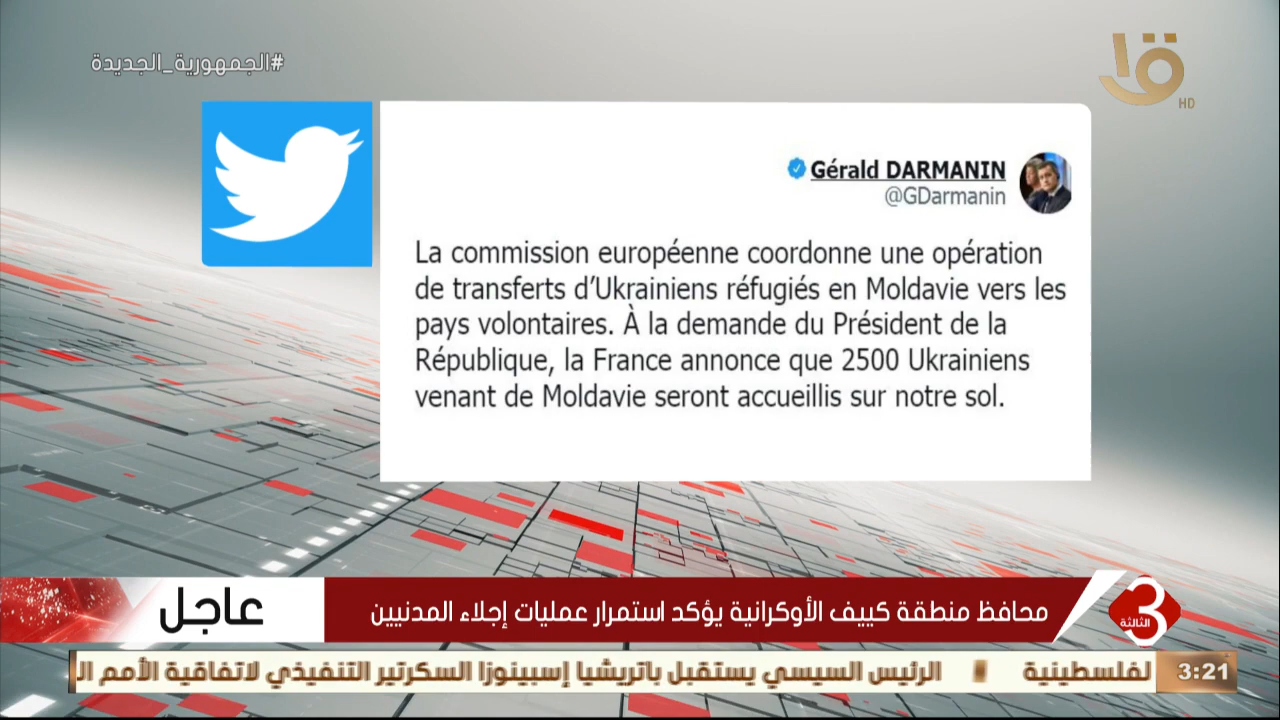 #الجمهورية_الجديدة
HD
Gérald DARMANIN
@GDarmanin
La commission européenne coordonne une opération
de transferts d’Ukrainiens réfugiés en Moldavie vers les
pays volontaires. À la demande du Président de la
République, la France annonce que 2500 Ukrainiens
venant de Moldavie seront accueillis sur notre sol.
3 الثالثة
محافظ منطقة كييف الأوكرانية يؤكد استمرار عمليات إجلاء المدنيين
عاجل
3:21
لفلسطينية
الرئيس السيسي يستقبل باتريشيا إسبينوزا السكرتير التنفيذي لاتفاقية الأمم ال